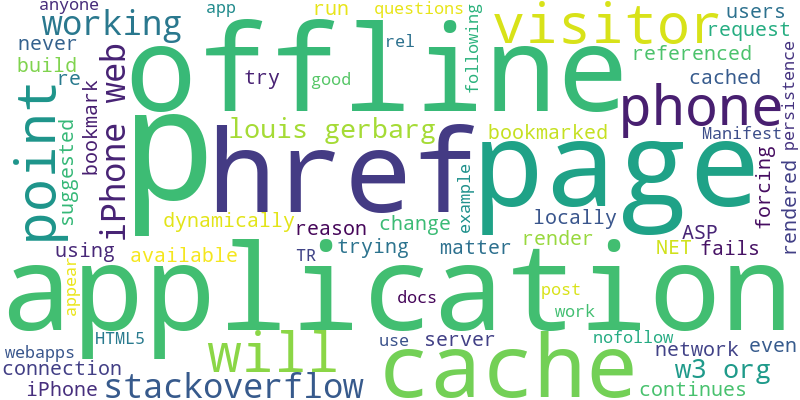 anyone
app
run
questions
working
offline
rel
following
visitor
users
request
never
build
re
bookmark
iPhone web
try
good
referenced
cached
phone
persistence
point
suggested
p
louis gerbarg
href
bookmarked
page
Manifest
forcing
rendered
example
dynamically
reason
change
locally
ASP
using
available
TR
trying
matter
render
NET
fails
appear
application
docs
post
work
HTML5
will
use
server
nofollow
webapps
connection
cache
network
even
w3 org
iPhone
stackoverflow
continues